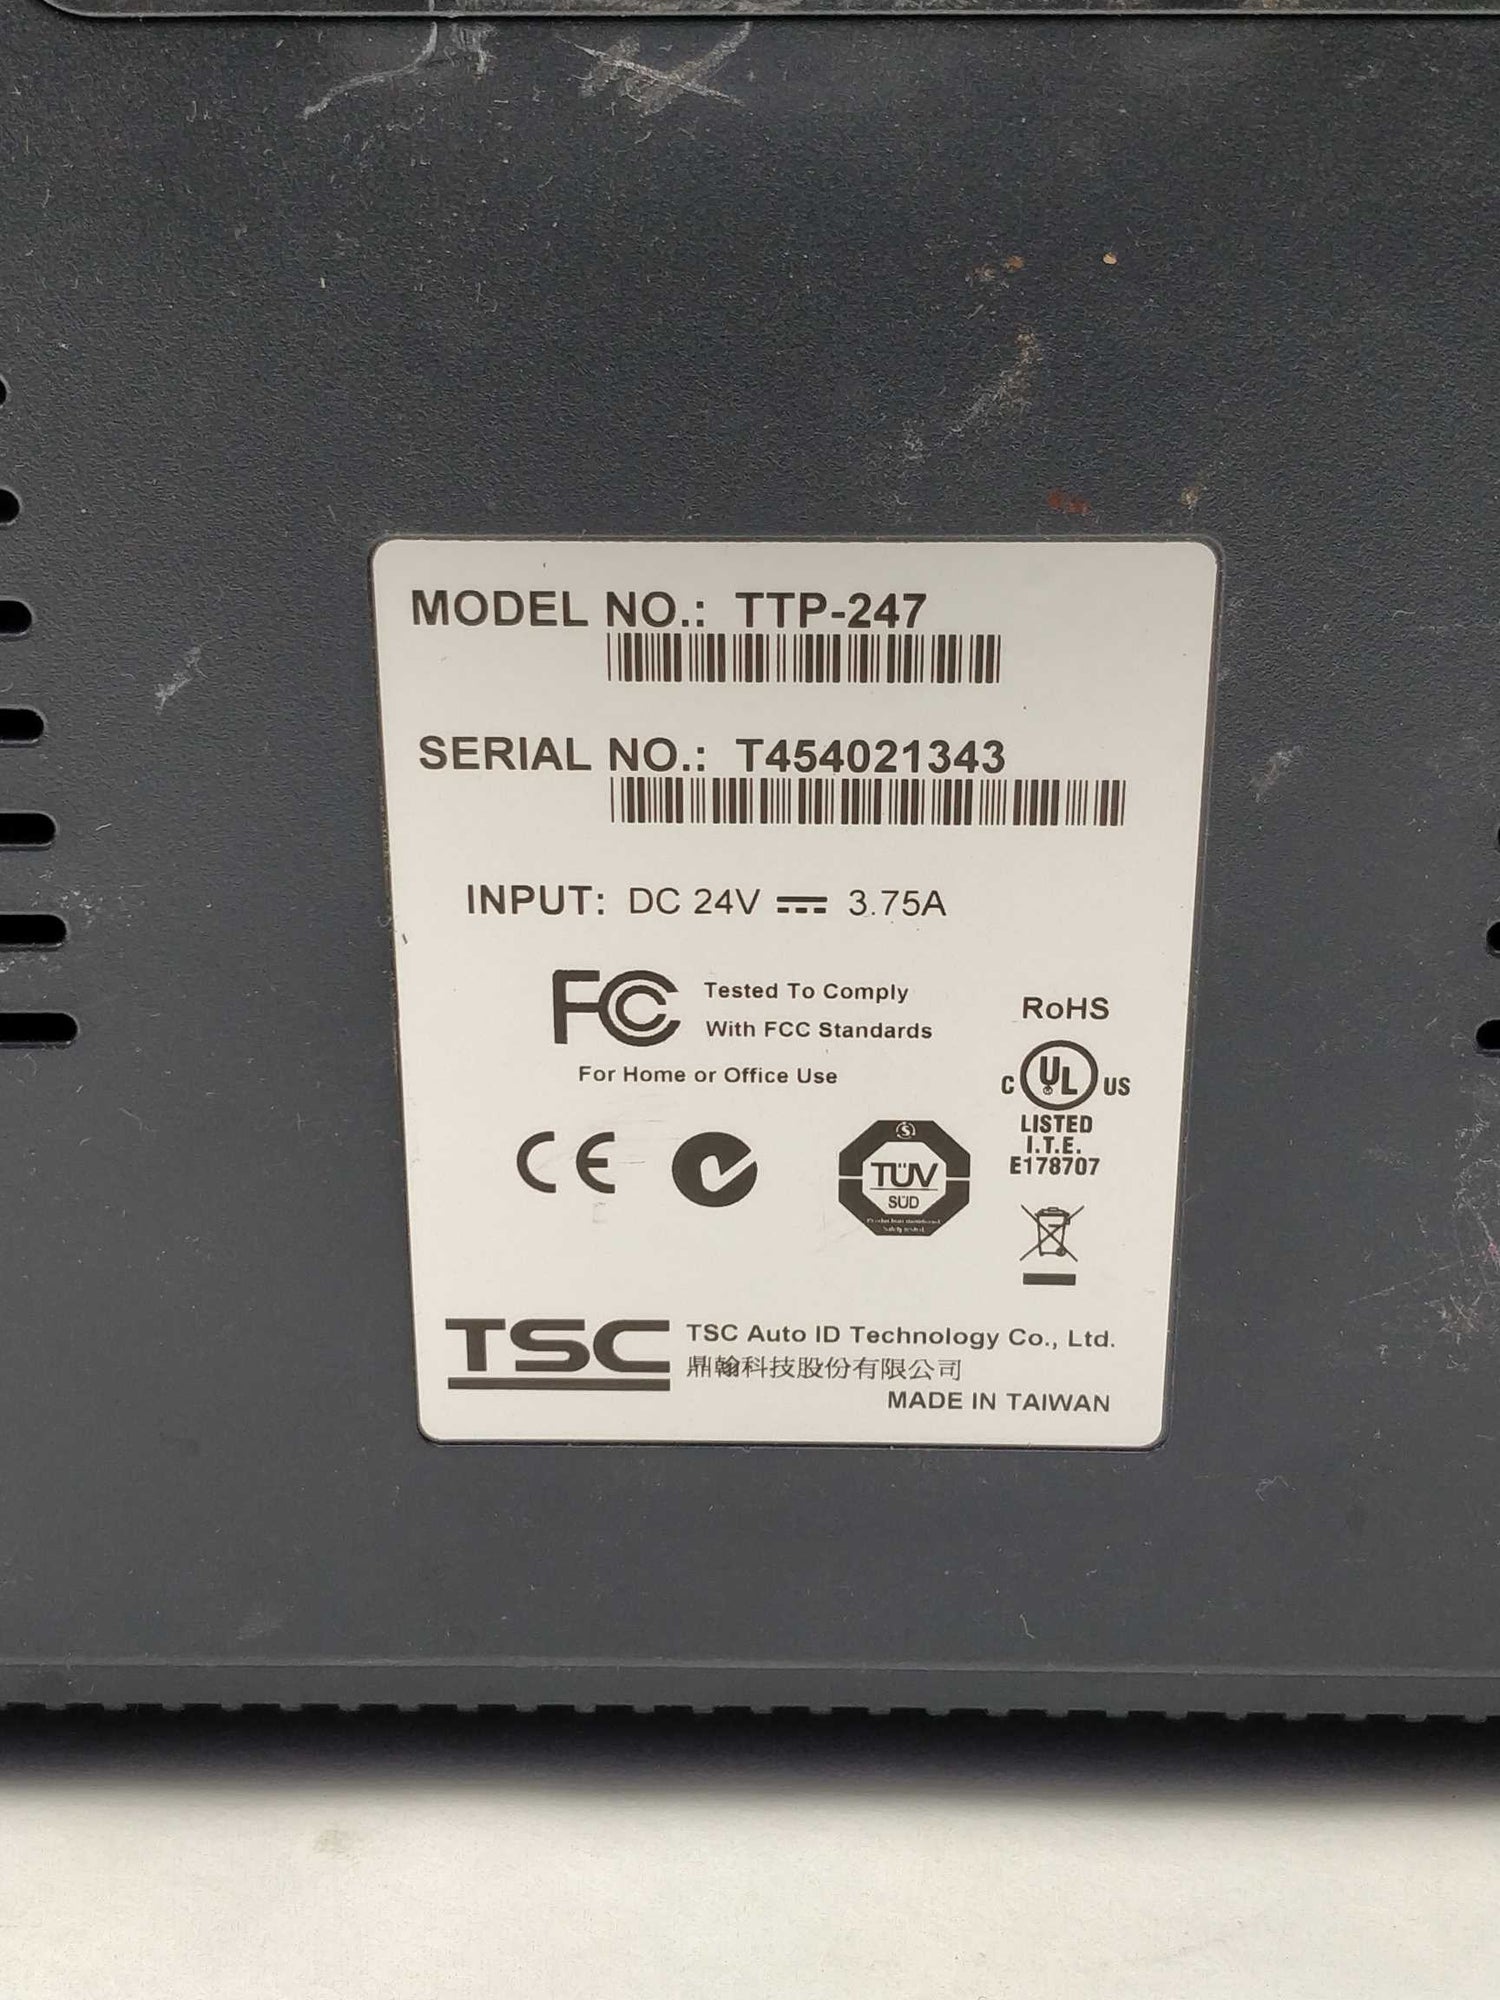 MODEL NO.: TTP-247
SERIAL NO.: T454021343
INPUT: DC 24V ⎓ 3.75A
FC Tested To Comply
With FCC Standards
For Home or Office Use
RoHS
C UL US
LISTED
I.T.E.
E178707
CE
TÜV
SÜD
TSC TSC Auto ID Technology Co., Ltd.
鼎翰科技股份有限公司
MADE IN TAIWAN